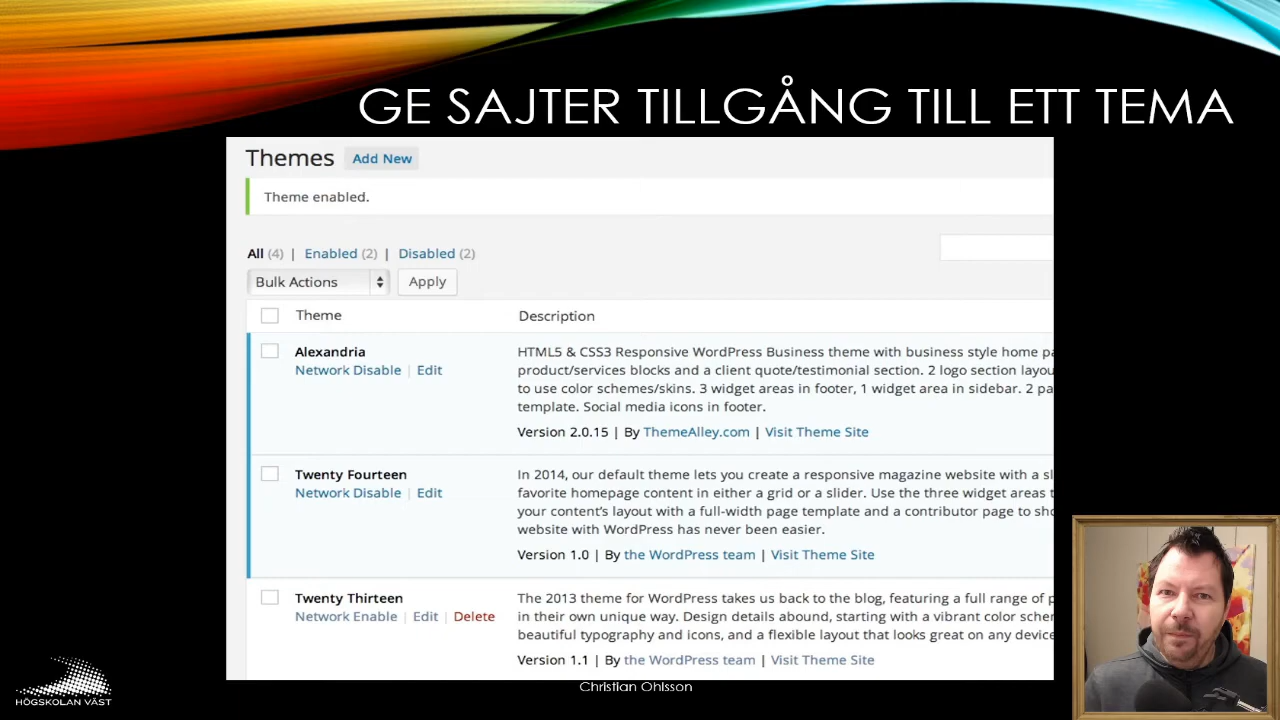 GE SAJTER TILLGÅNG TILL ETT TEMA
Themes Add New
Theme enabled.
All (4) | Enabled (2) | Disabled (2)
Bulk Actions Apply
Theme Description
Alexandria
Network Disable | Edit
HTML5 & CSS3 Responsive WordPress Business theme with business style home
product/services blocks and a client quote/testimonial section. 2 logo section
to use color schemes/skins. 3 widget areas in footer, 1 widget area in sidebar. 2
template. Social media icons in footer.
Version 2.0.15 | By ThemeAlley.com | Visit Theme Site
Twenty Fourteen
Network Disable | Edit
In 2014, our default theme lets you create a responsive magazine website with a
favorite homepage content in either a grid or a slider. Use the three widget areas
your content's layout with a full-width page template and a contributor page to
website with WordPress has never been easier.
Version 1.0 | By the WordPress team | Visit Theme Site
Twenty Thirteen
Network Enable | Edit | Delete
The 2013 theme for WordPress takes us back to the blog, featuring a full range of
in their own unique way. Design details abound, starting with a vibrant color
beautiful typography and icons, and a flexible layout that looks great on any
Version 1.1 | By the WordPress team | Visit Theme Site
Christian Ohlsson
HÖGSKOLAN VÄST